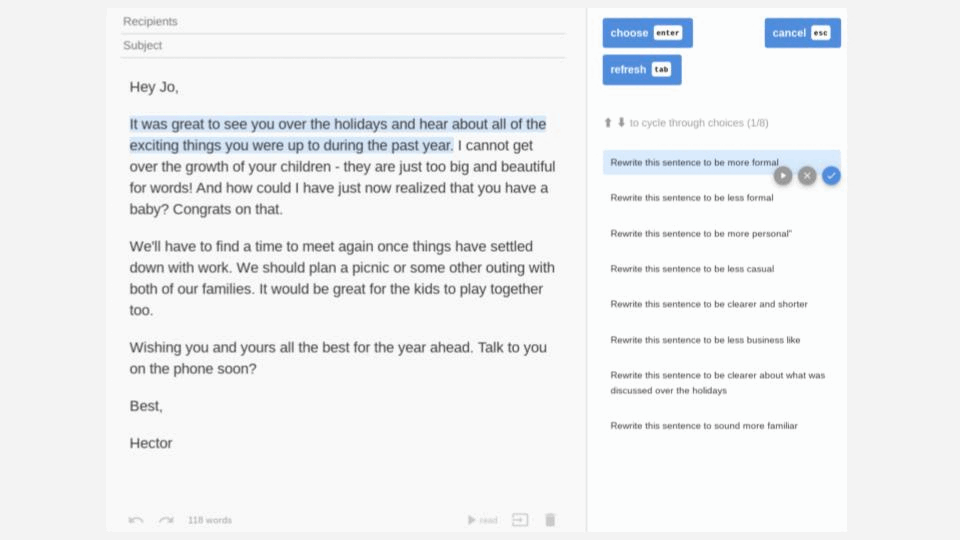 Recipients
Subject
Hey Jo,
It was great to see you over the holidays and hear about all of the
exciting things you were up to during the past year. I cannot get
over the growth of your children - they are just too big and beautiful
for words! And how could I have just now realized that you have a
baby? Congrats on that.
We'll have to find a time to meet again once things have settled
down with work. We should plan a picnic or some other outing with
both of our families. It would be great for the kids to play together
too.
Wishing you and yours all the best for the year ahead. Talk to you
on the phone soon?
Best,
Hector
118 words
read
choose enter
cancel esc
refresh tab
to cycle through choices (1/8)
Rewrite this sentence to be more formal
Rewrite this sentence to be less formal
Rewrite this sentence to be more personal"
Rewrite this sentence to be less casual
Rewrite this sentence to be clearer and shorter
Rewrite this sentence to be less business like
Rewrite this sentence to be clearer about what was
discussed over the holidays
Rewrite this sentence to sound more familiar